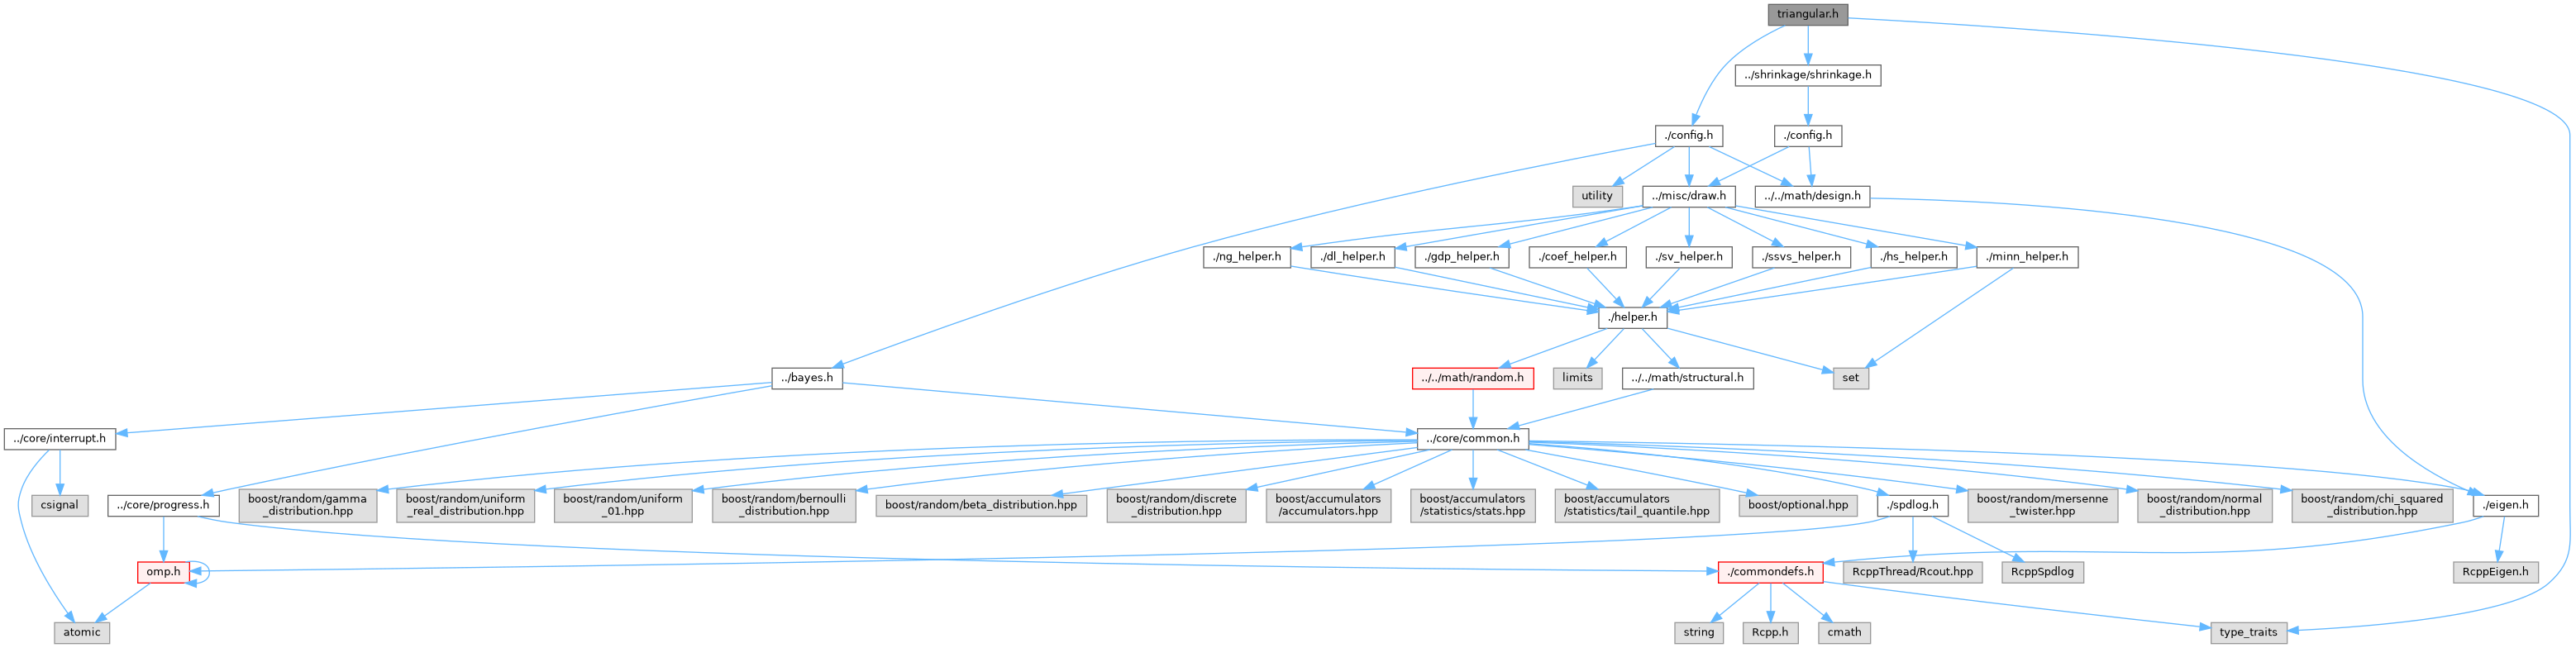 triangular.h
../shrinkage/shrinkage.h
./config.h
./config.h
utility
../misc/draw.h
../../math/design.h
./ng_helper.h
./dl_helper.h
./gdp_helper.h
./coef_helper.h
./sv_helper.h
./ssvs_helper.h
./hs_helper.h
./minn_helper.h
./helper.h
../bayes.h
../../math/random.h
limits
../../math/structural.h
set
../core/interrupt.h
../core/common.h
csignal
../core/progress.h
boost/random/gamma
_distribution.hpp
boost/random/uniform
_real_distribution.hpp
boost/random/uniform
_01.hpp
boost/random/bernoulli
_distribution.hpp
boost/random/beta_distribution.hpp
boost/random/discrete
_distribution.hpp
boost/accumulators
/accumulators.hpp
boost/accumulators
/statistics/stats.hpp
boost/accumulators
/statistics/tail_quantile.hpp
boost/optional.hpp
./spdlog.h
boost/random/mersenne
_twister.hpp
boost/random/normal
_distribution.hpp
boost/random/chi_squared
_distribution.hpp
./eigen.h
omp.h
./commondefs.h
RcppThread/Rcout.hpp
RcppSpdlog
RcppEigen.h
atomic
string
Rcpp.h
cmath
type_traits